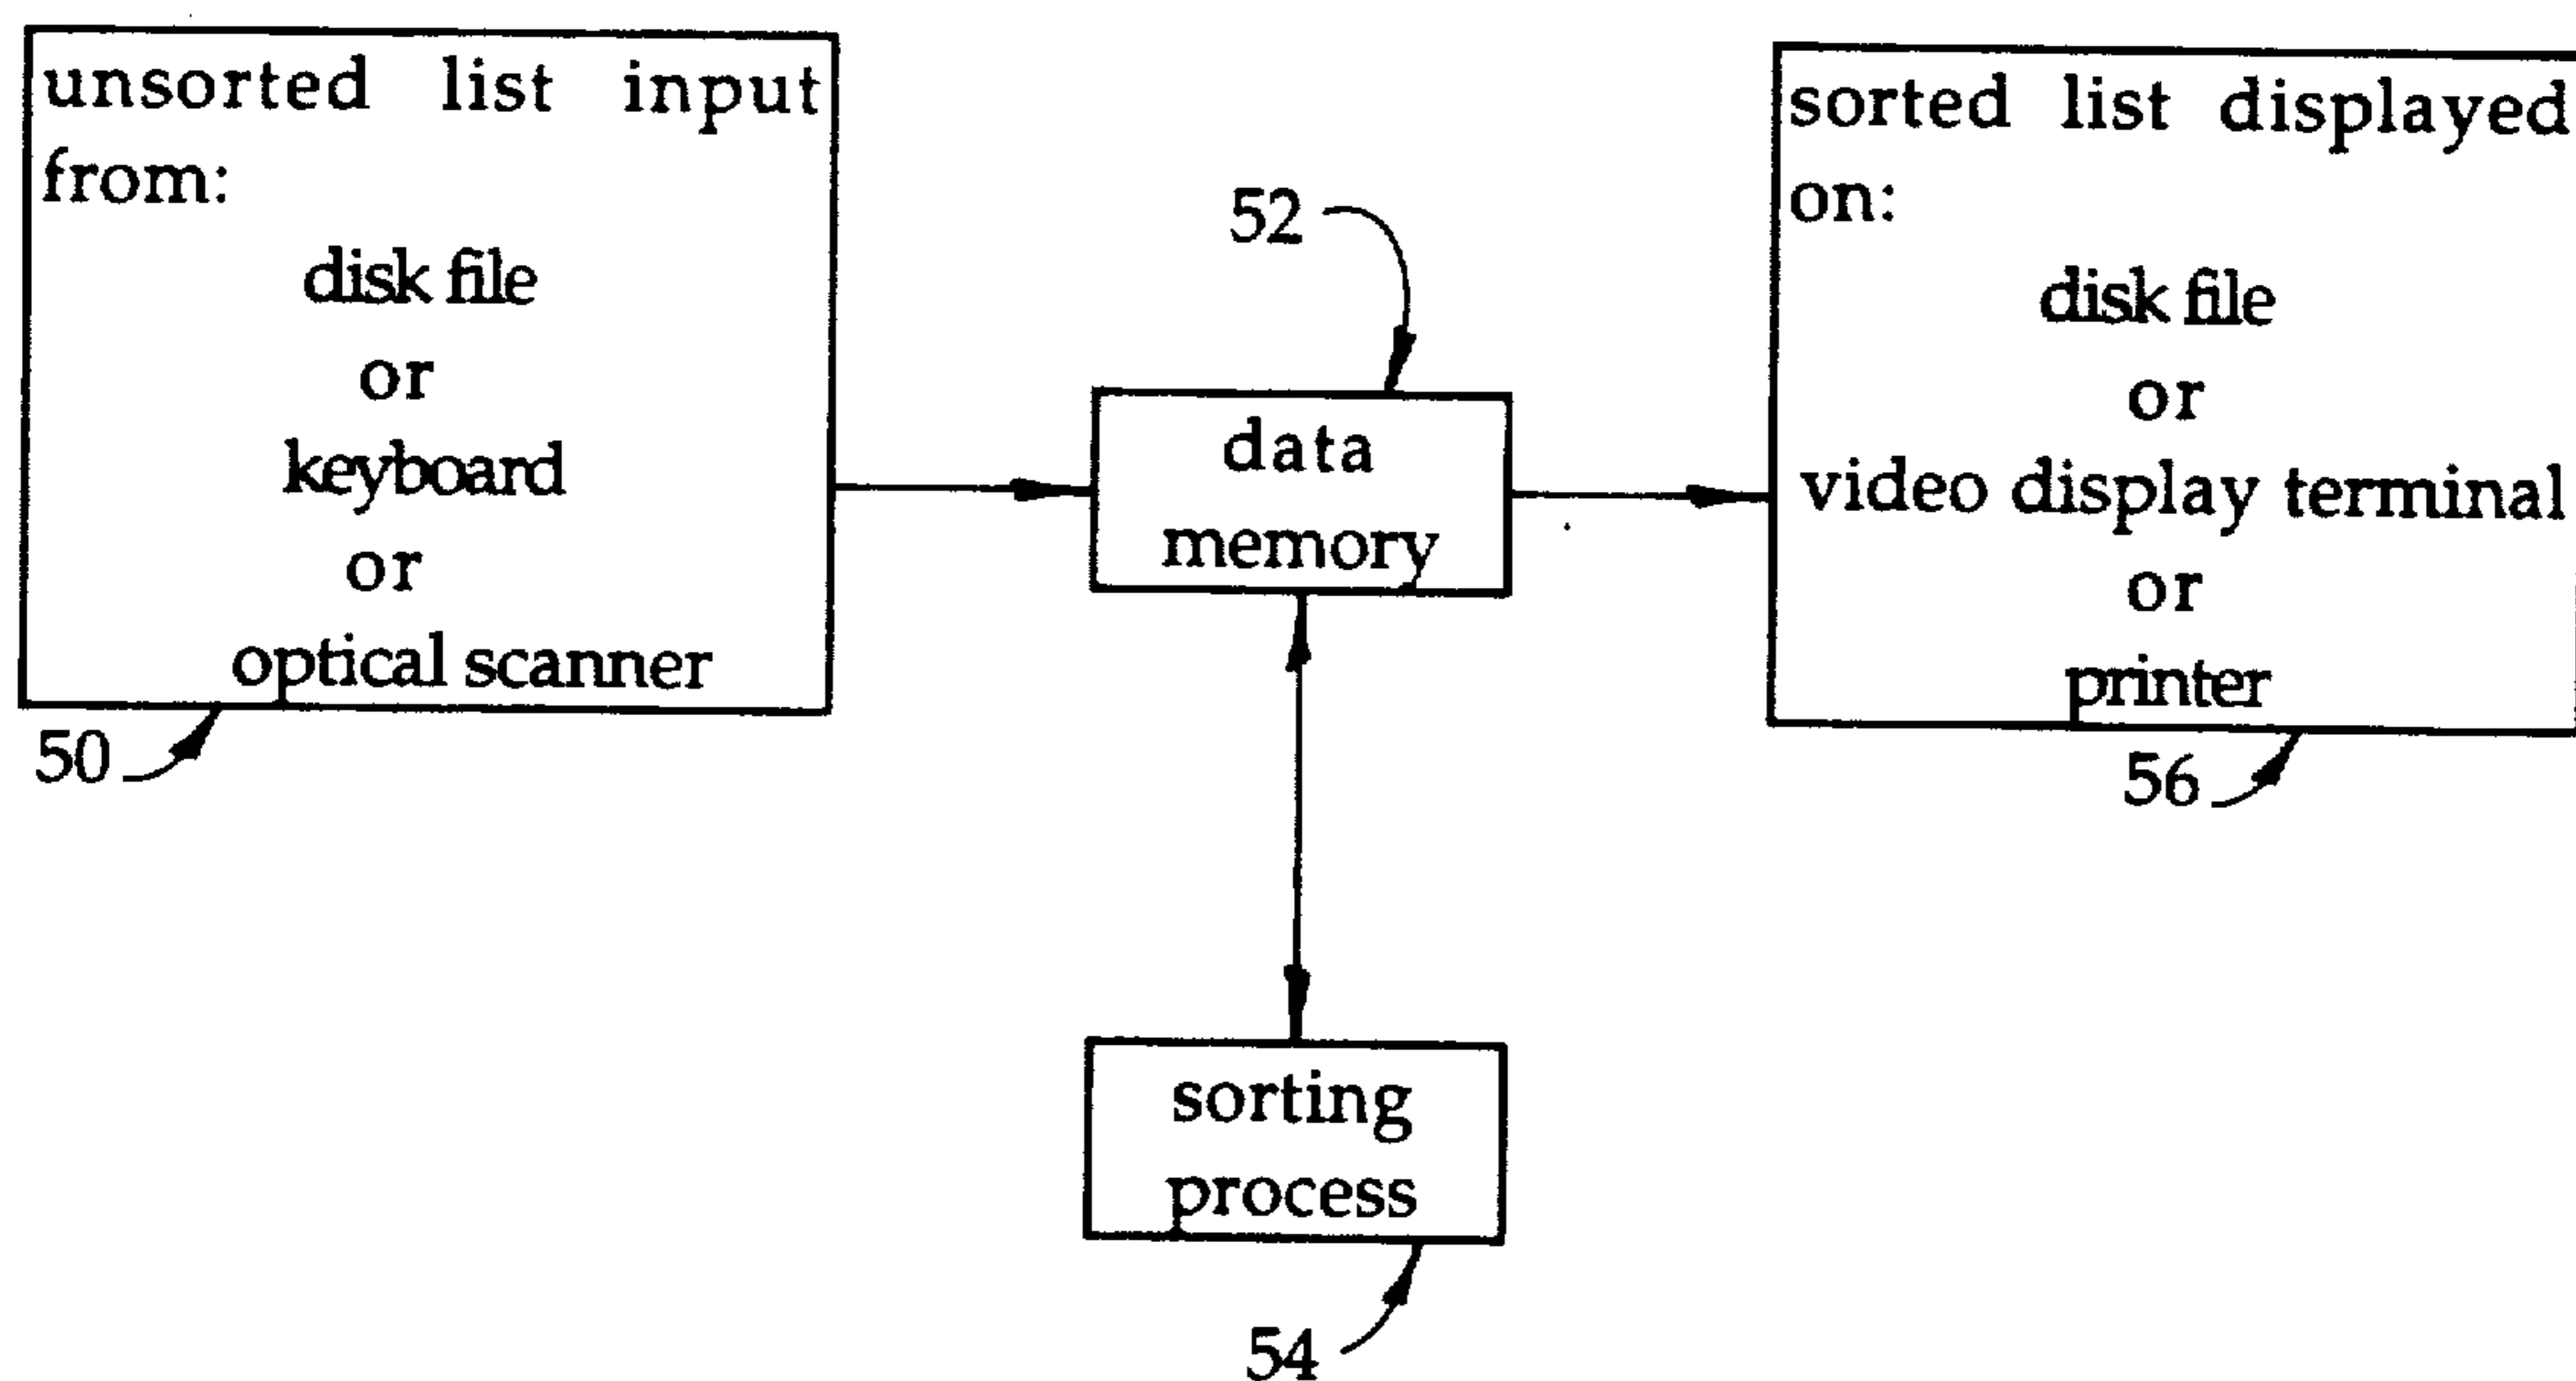 unsorted list input
from:
disk file
or
keyboard
or
optical scanner
50
52
data
memory
sorting
process
54
sorted list displayed
on:
disk file
or
video display terminal
or
printer
56